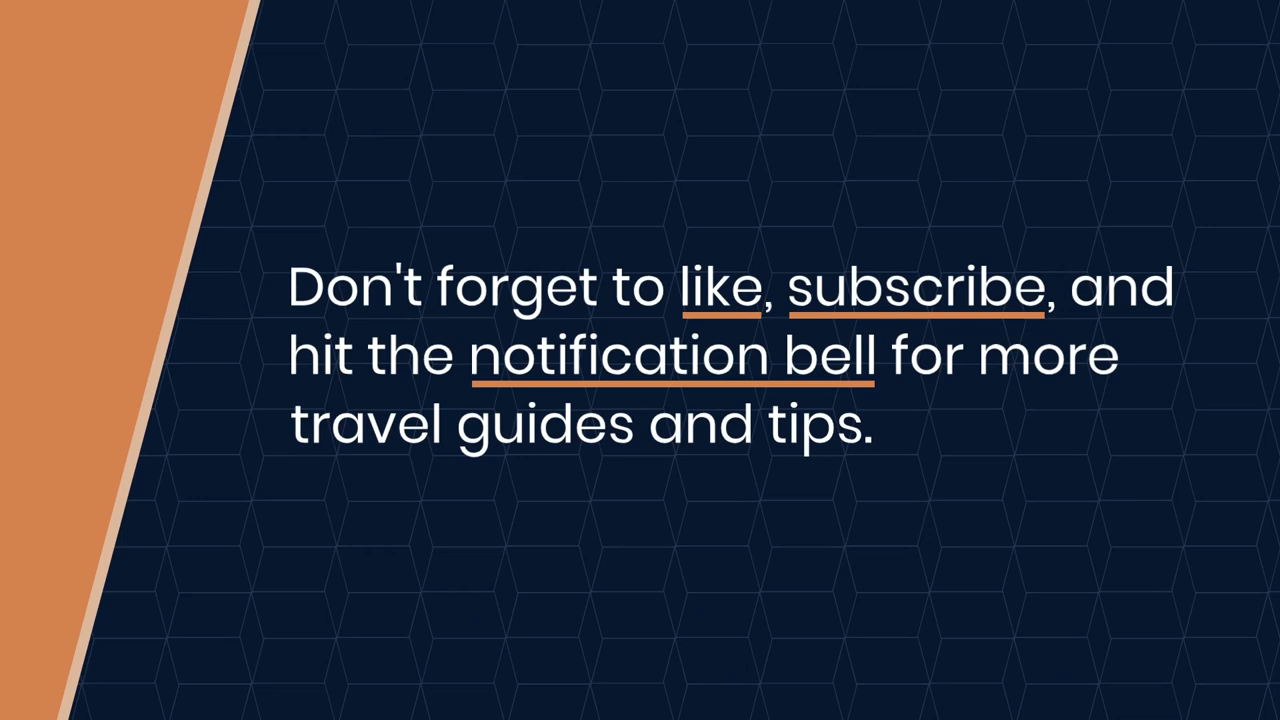 Don't forget to like, subscribe, and
hit the notification bell for more
travel guides and tips.